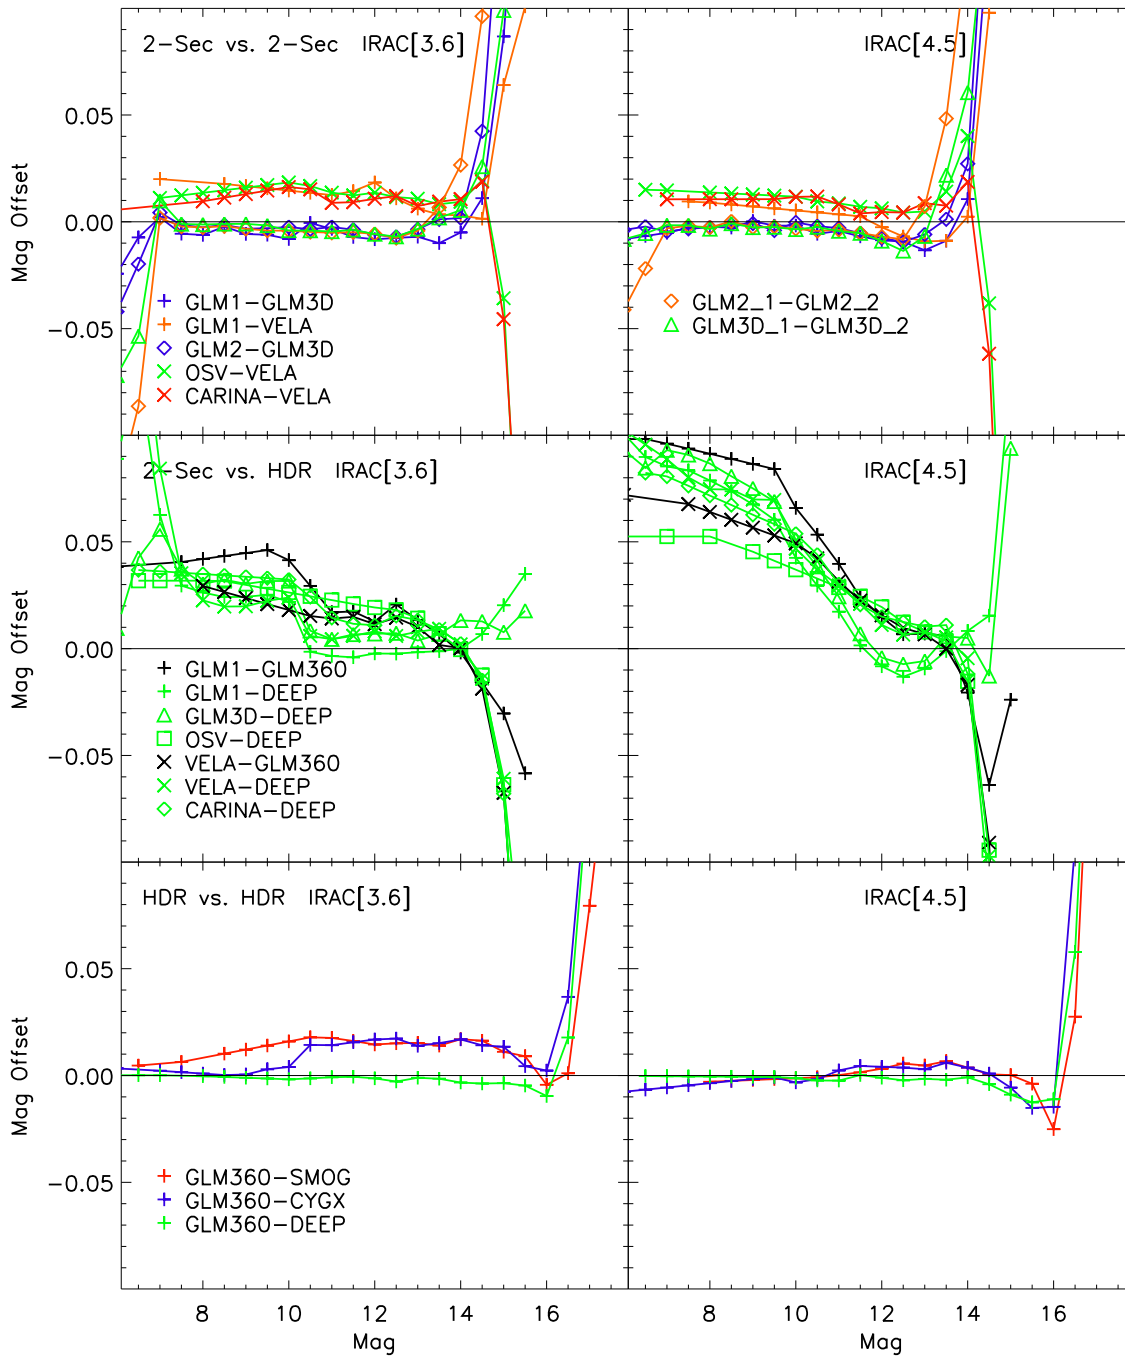 2-Sec vs. 2-Sec IRAC[3.6]
IRAC[4.5]
0.05
0.00
-0.05
Mag Offset
GLM1-GLM3D
GLM1-VELA
GLM2-GLM3D
OSV-VELA
CARINA-VELA
GLM2_1-GLM2_2
GLM3D_1-GLM3D_2
2-Sec vs. HDR IRAC[3.6]
IRAC[4.5]
0.05
0.00
-0.05
Mag Offset
GLM1-GLM360
GLM1-DEEP
GLM3D-DEEP
OSV-DEEP
VELA-GLM360
VELA-DEEP
CARINA-DEEP
HDR vs. HDR IRAC[3.6]
IRAC[4.5]
0.05
0.00
-0.05
Mag Offset
GLM360-SMOG
GLM360-CYGX
GLM360-DEEP
8 10 12 14 16
8 10 12 14 16
Mag
Mag